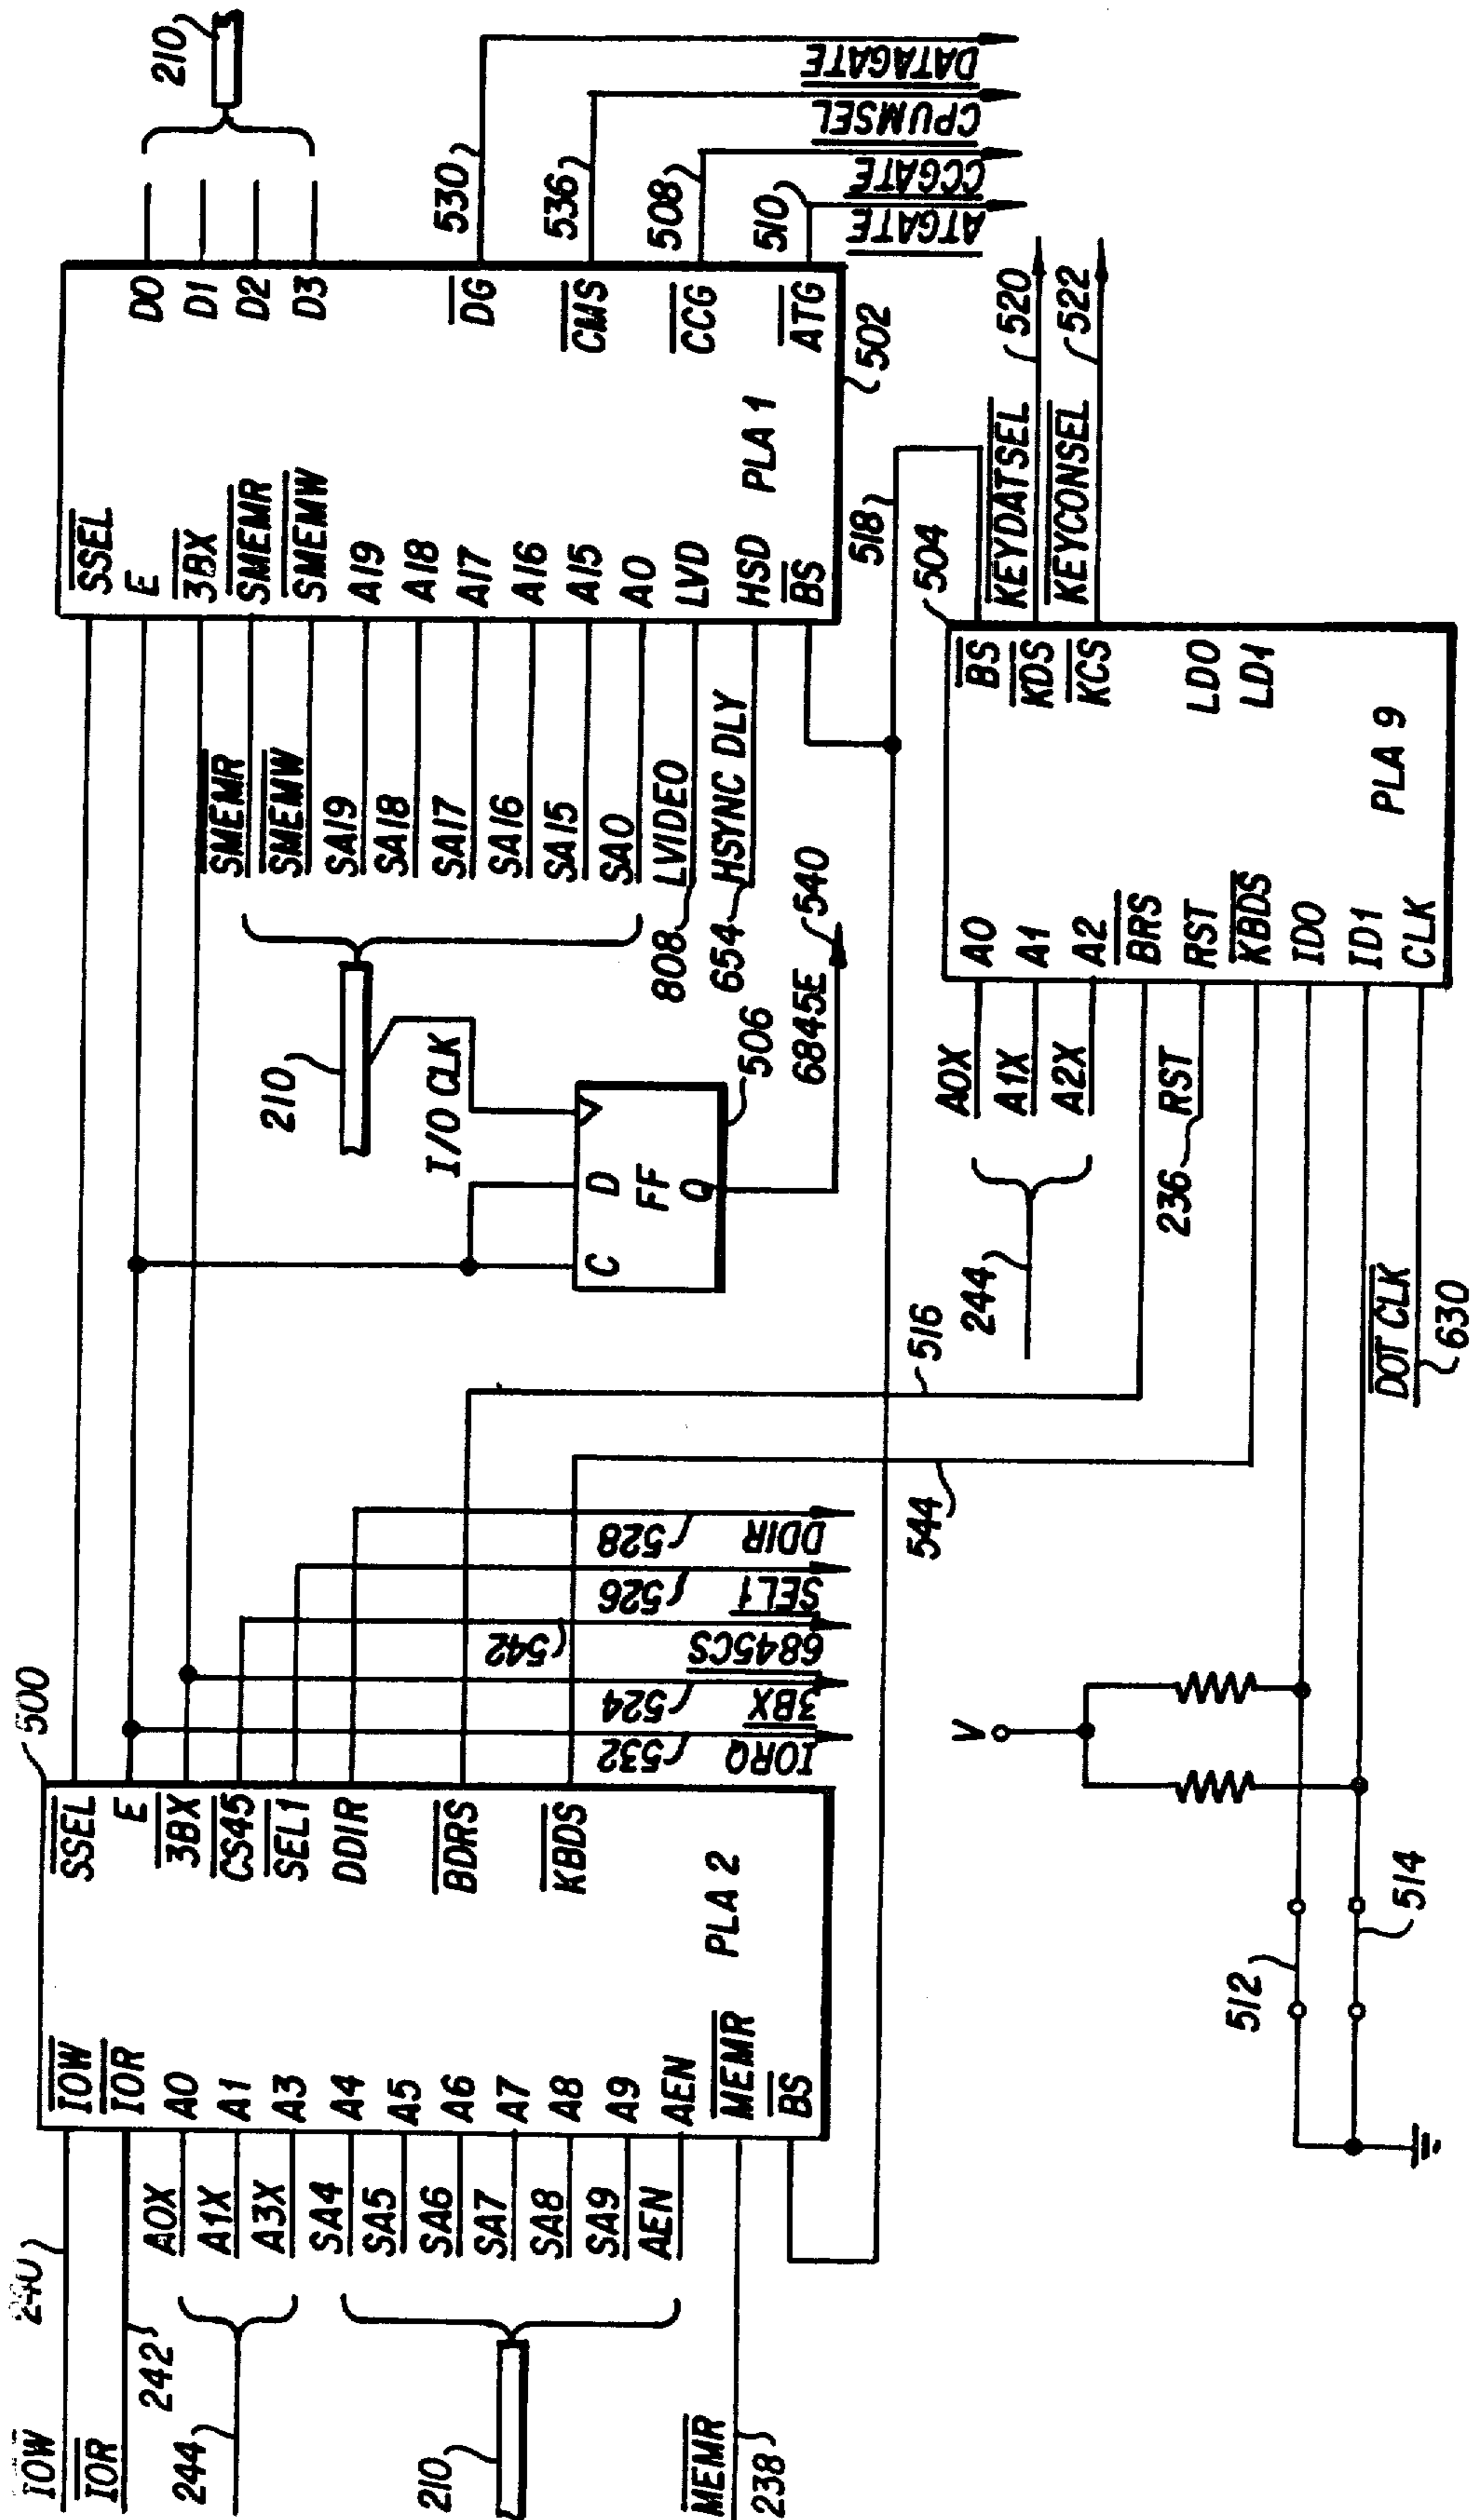 IOW
240
IOR
242
244
A0X
A1X
A3X
210
SA4
SA5
SA6
SA7
SA8
SA9
AEN
MEMR
238
500
IOW
IOR
A0
A1
A3
A4
A5
A6
A7
A8
A9
AEN
MEMR
BS
PLA 2
SSEL
E
3BX
CS45
SEL1
DDIR
BDRS
KBDS
IORQ
532
3BX
524
6845CS
542
SEL1
526
DDIR
528
544
516
210
I/O CLK
C
D
FF
Q
506
6845E
540
SMEMR
SMEMW
SA19
SA18
SA17
SA16
SA15
SA0
808
LVIDEO
654
HSYNC DLY
SSEL
E
3BX
SMEMR
SMEMW
A19
A18
A17
A16
A15
A0
LVD
HSD
BS
PLA 1
D0
D1
D2
D3
DG
CMS
CCG
ATG
502
210
530
536
508
510
DATAGATE
CPUMSEL
CCGATE
ATGATE
518
V
512
514
244
A0X
A1X
A2X
236
RST
DOT CLK
630
504
A0
A1
A2
BRS
RST
KBDS
ID0
ID1
CLK
PLA 9
BS
KDS
KCS
LD0
LD1
KEYDATSEL
520
KEYCONSEL
522